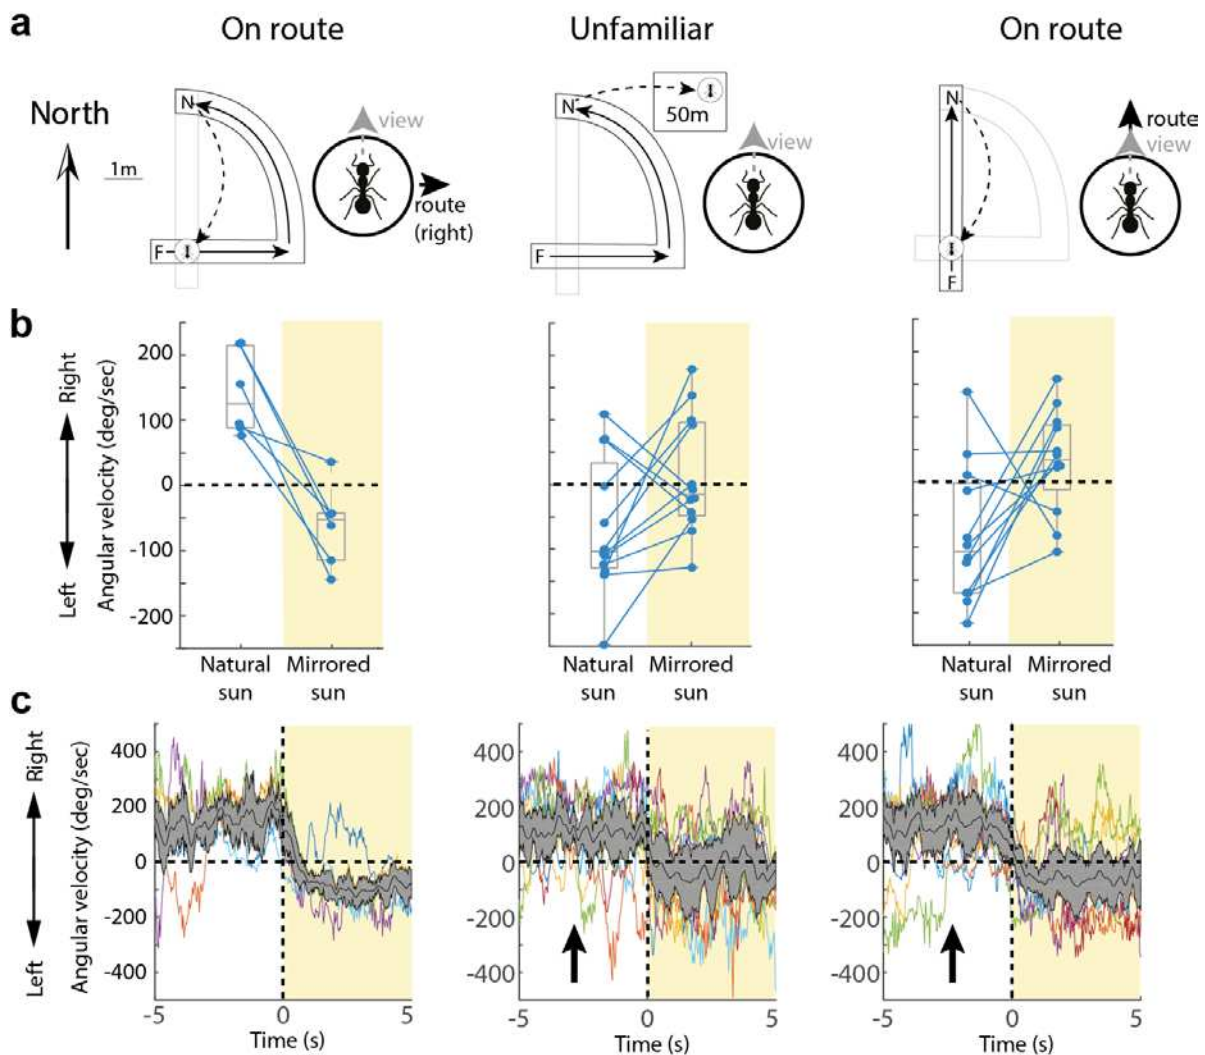 a
On route
Unfamiliar
On route
North
1m
N
F
view
route
(right)
N
F
50m
view
N
F
route
view
b
Right
Left
Angular velocity (deg/sec)
200
100
0
-100
-200
Natural
sun
Mirrored
sun
Natural
sun
Mirrored
sun
Natural
sun
Mirrored
sun
c
Right
Left
Angular velocity (deg/sec)
400
200
0
-200
-400
-5
0
5
Time (s)
400
200
0
-200
-400
-5
0
5
Time (s)
400
200
0
-200
-400
-5
0
5
Time (s)